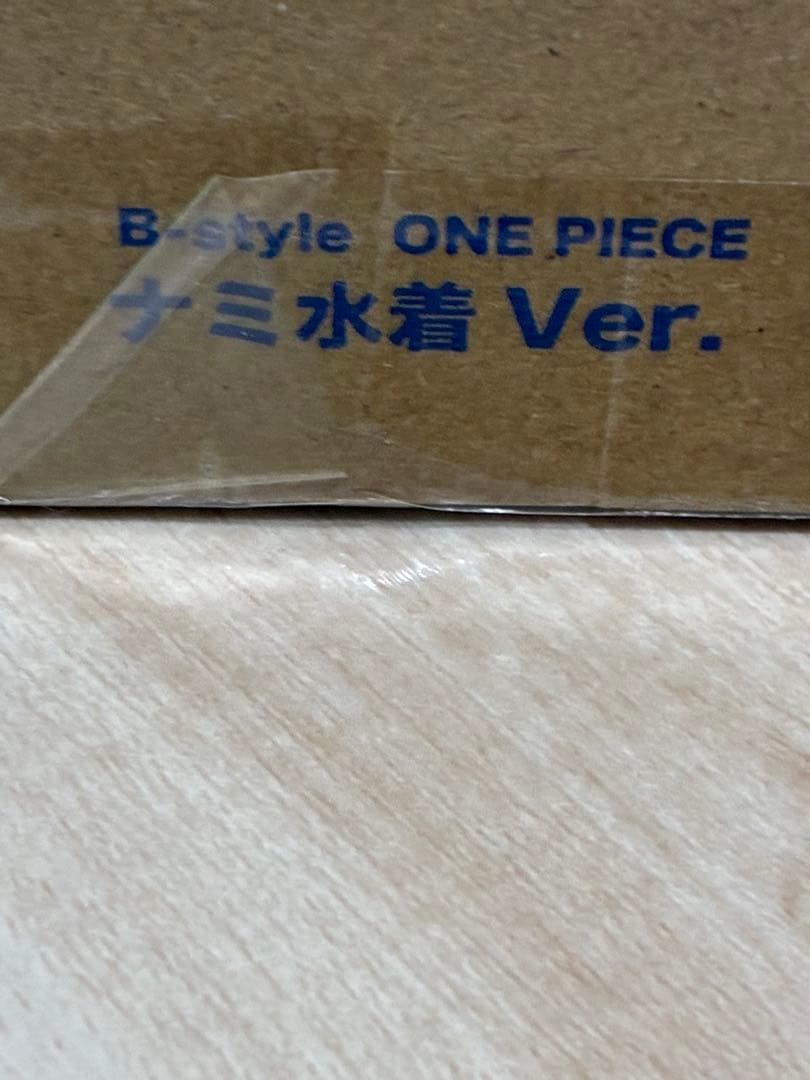 B-style ONE PIECE
ナミ水着 Ver.